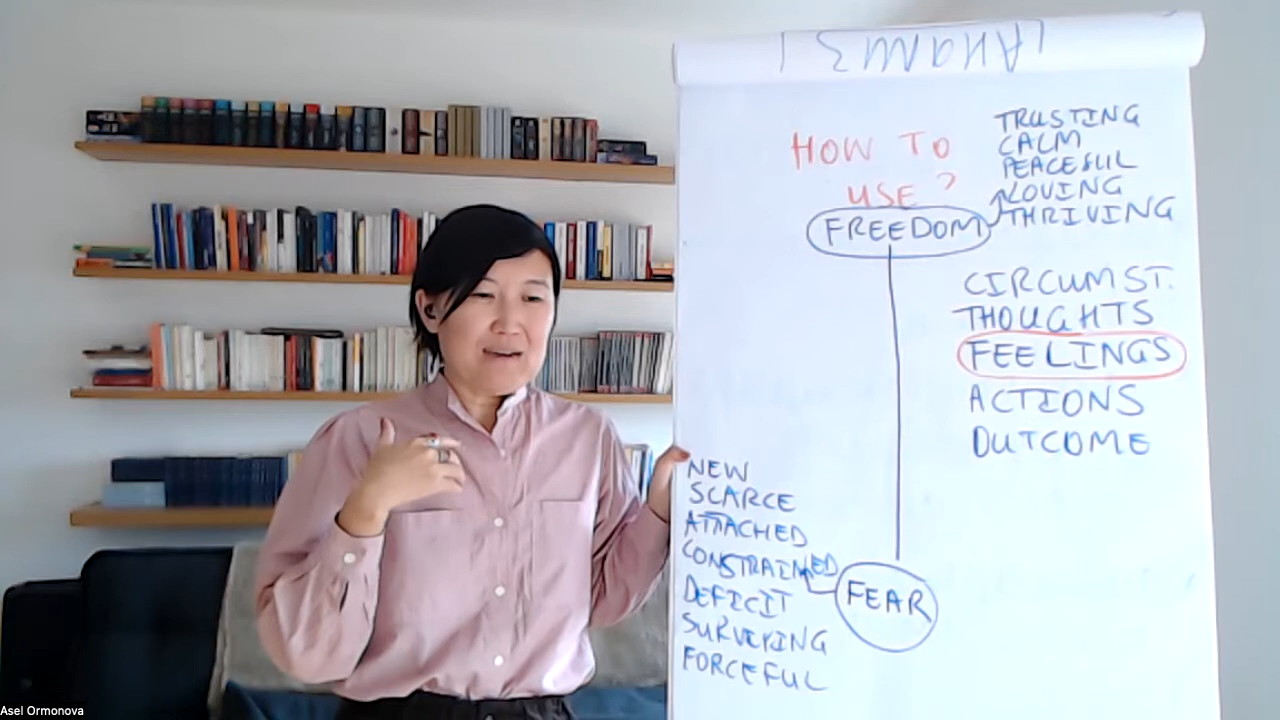 HOW TO
USE?
FREEDOM
TRUSTING
CALM
PEACEFUL
LOVING
THRIVING
CIRCUMST.
THOUGHTS
FEELINGS
ACTIONS
OUTCOME
NEW
SCARCE
ATTACHED
CONSTRAINED
DEFICIT
FORCEFUL
FEAR
Asel Ormonova